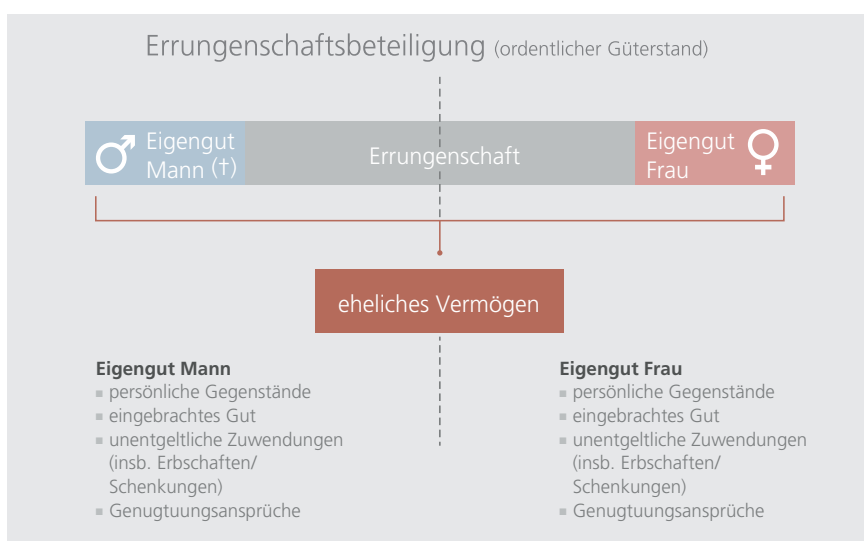 Errungenschaftsbeteiligung (ordentlicher Güterstand)
Eigengut
Mann (†)
Errungenschaft
Eigengut
Frau
eheliches Vermögen
Eigengut Mann
persönliche Gegenstände
eingebrachtes Gut
unentgeltliche Zuwendungen
(insb. Erbschaften/
Schenkungen)
Genugtuungsansprüche
Eigengut Frau
persönliche Gegenstände
eingebrachtes Gut
unentgeltliche Zuwendungen
(insb. Erbschaften/
Schenkungen)
Genugtuungsansprüche